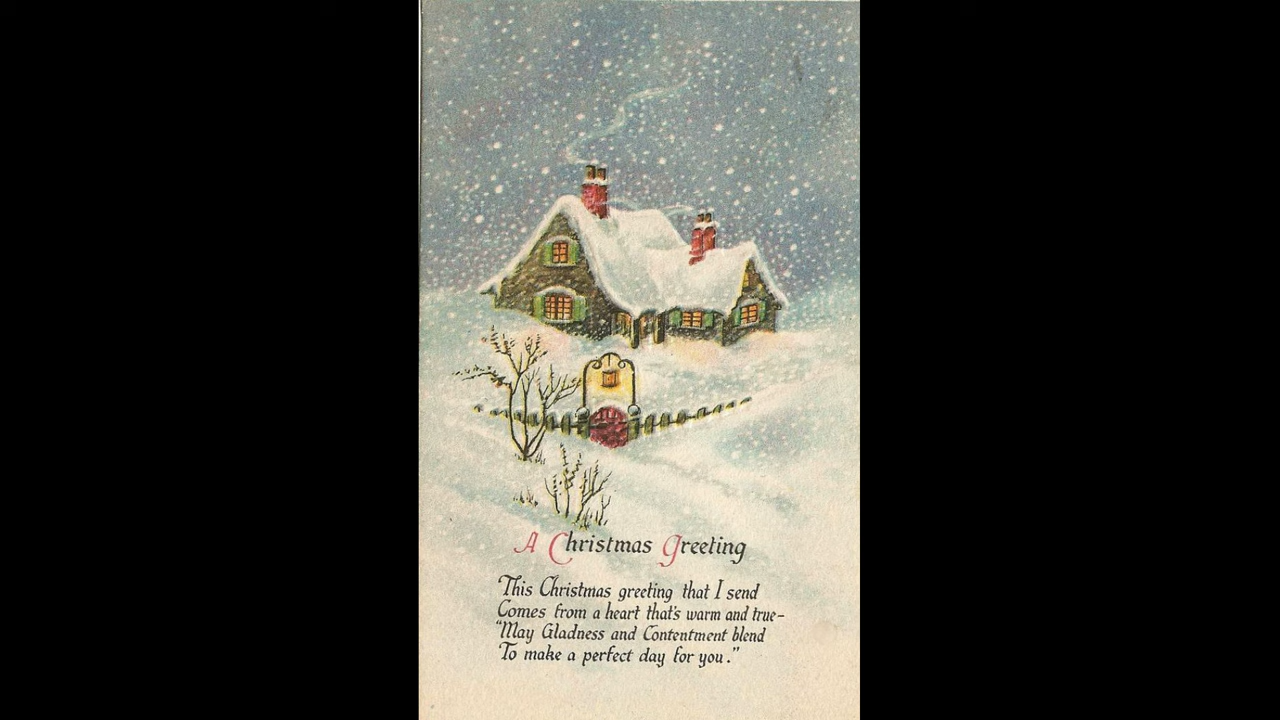 A Christmas Greeting
This Christmas greeting that I send
Comes from a heart that's warm and true-
"May Gladness and Contentment blend
To make a perfect day for you."